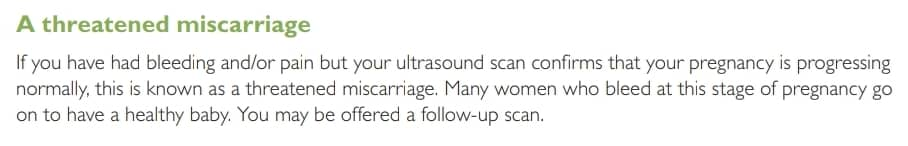 A threatened miscarriage
If you have had bleeding and/or pain but your ultrasound scan confirms that your pregnancy is progressing
normally, this is known as a threatened miscarriage. Many women who bleed at this stage of pregnancy go
on to have a healthy baby. You may be offered a follow-up scan.